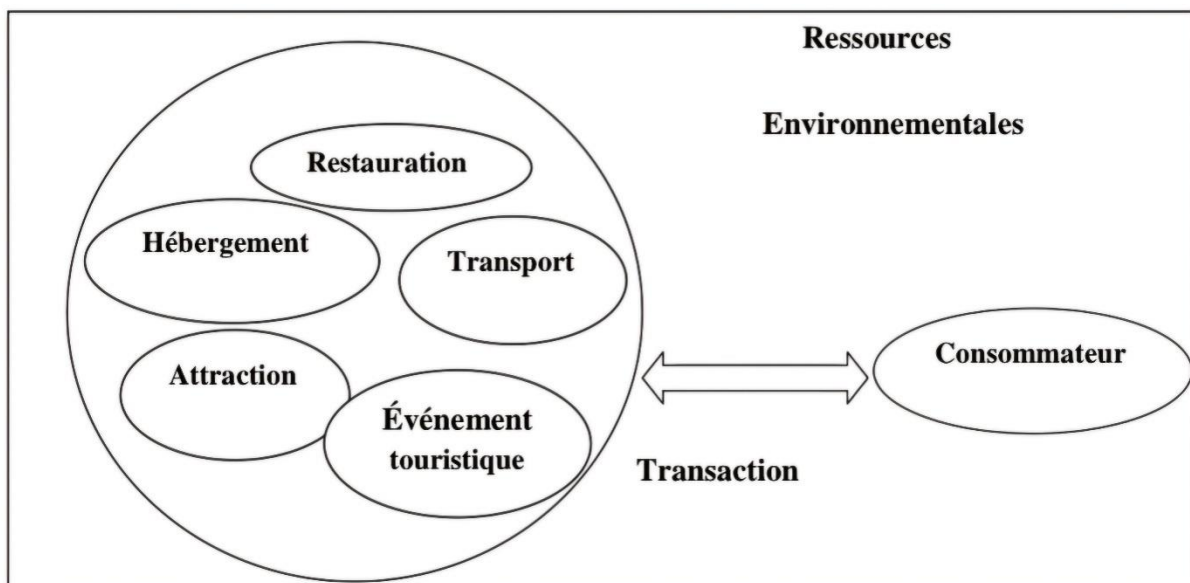 Ressources
Environnementales
Restauration
Hébergement
Transport
Attraction
Événement
touristique
Consommateur
Transaction